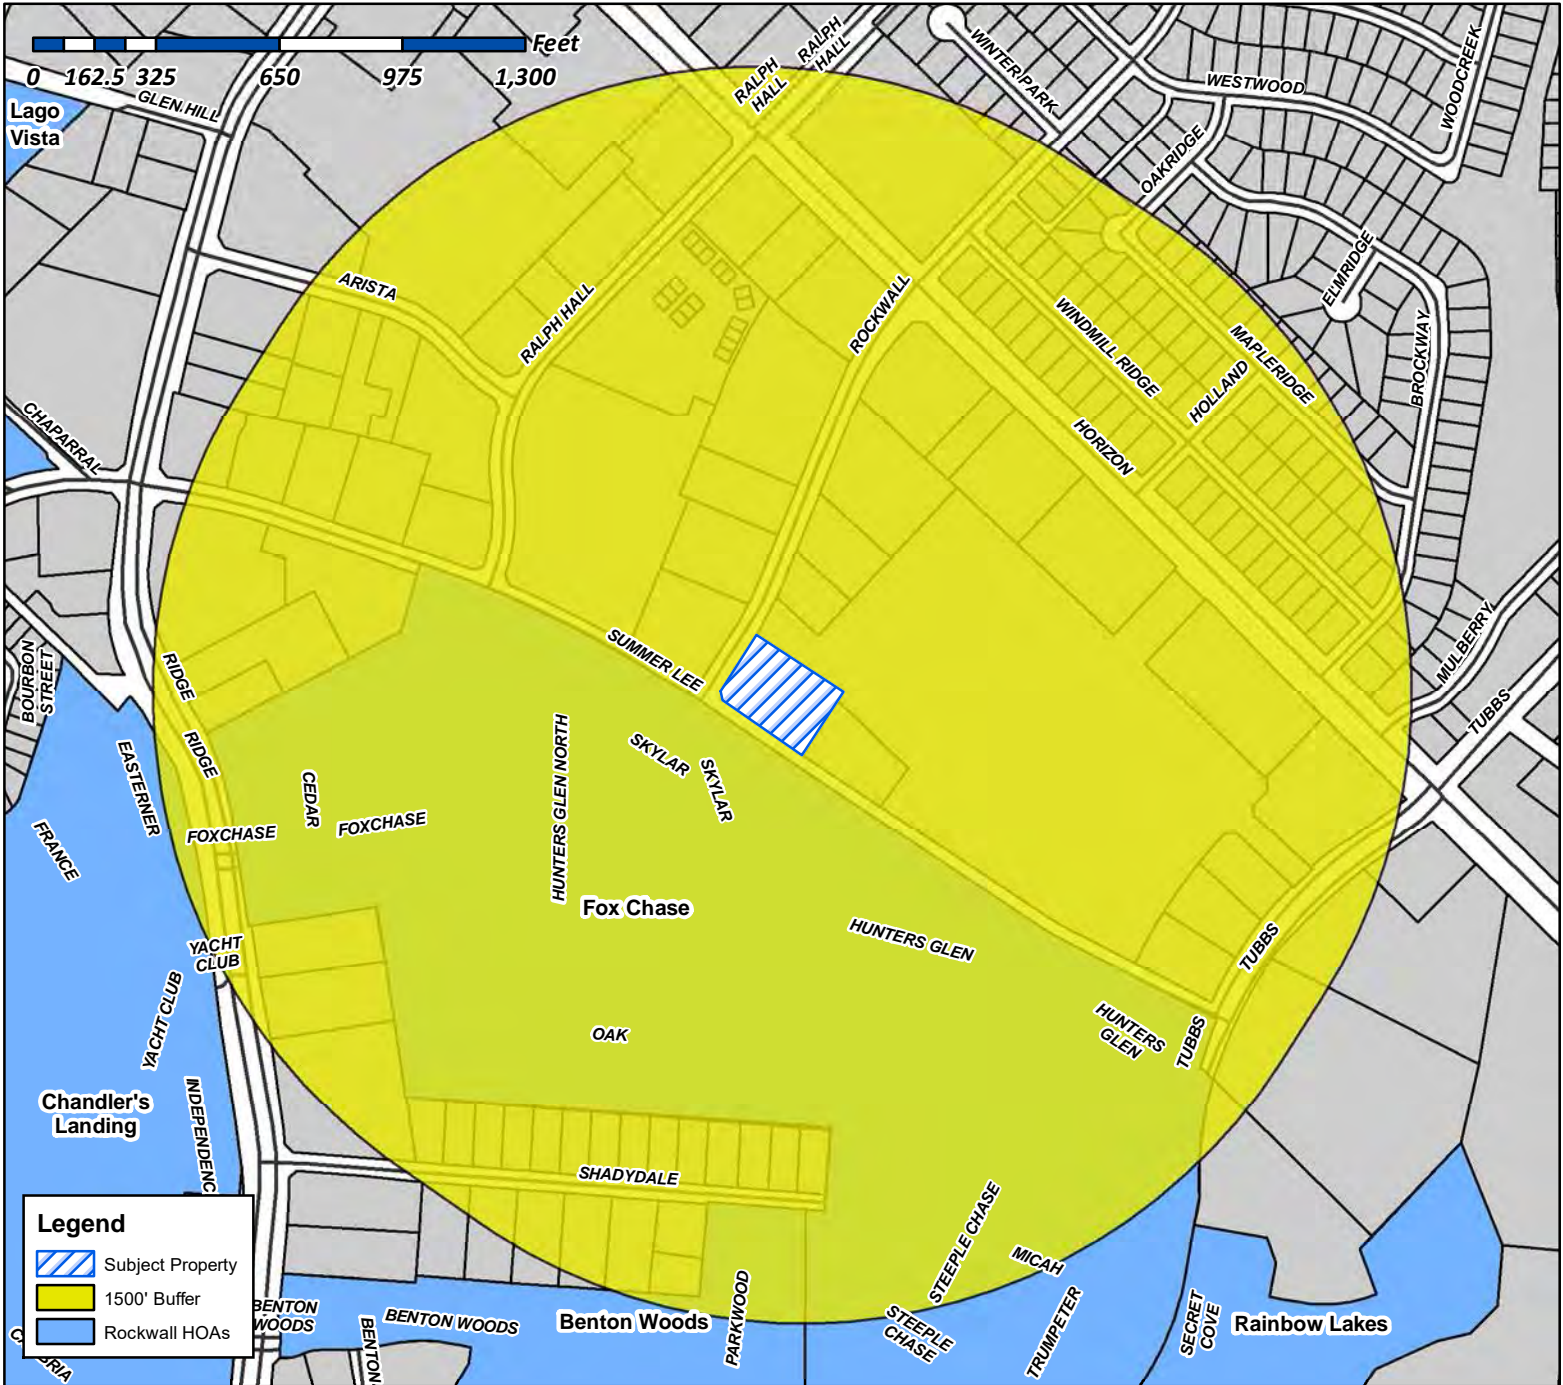 Feet
0 162.5 325 650 975 1,300
RALPH
HALL
RALPH
HALL
WINTER PARK
WESTWOOD
WOODCREEK
GLEN HILL
Lago
Vista
OAKRIDGE
ELMRIDGE
ARISTA
RALPH HALL
ROCKWALL
WINDMILL RIDGE
MAPLERIDGE
HOLLAND
BROCKWAY
CHAPARRAL
HORIZON
BOURBON
STREET
RIDGE
SUMMER LEE
MULBERRY
TUBBS
RIDGE
EASTERNER
CEDAR
HUNTERS GLEN NORTH
SKYLAR
SKYLAR
FOXCHASE
FOXCHASE
FRANCE
Fox Chase
HUNTERS GLEN
TUBBS
YACHT
CLUB
YACHT CLUB
OAK
HUNTERS
GLEN
TUBBS
Chandler's
Landing
INDEPENDENC
SHADYDALE
STEEPLE CHASE
MICAH
Legend
Subject Property
1500' Buffer
Rockwall HOAs
BENTON
WOODS
BENTON WOODS
BENTON
Benton Woods
PARKWOOD
STEEPLE
CHASE
TRUMPETER
SECRET
COVE
Rainbow Lakes